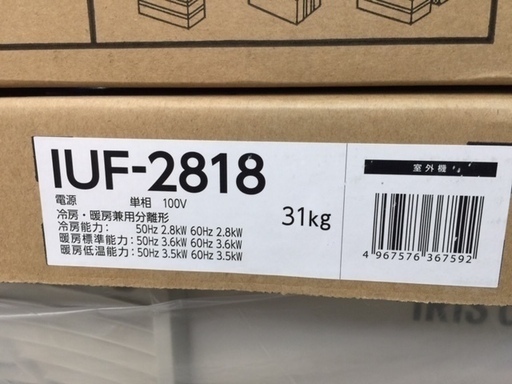 IUF-2818
電源 単相 100V
冷房・暖房兼用分離形
冷房能力: 50Hz 2.8kW 60Hz 2.8kW
暖房標準能力: 50Hz 3.6kW 60Hz 3.6kW
暖房低温能力: 50Hz 3.5kW 60Hz 3.5kW
31kg
室外機
4 967576 367592
IRIS